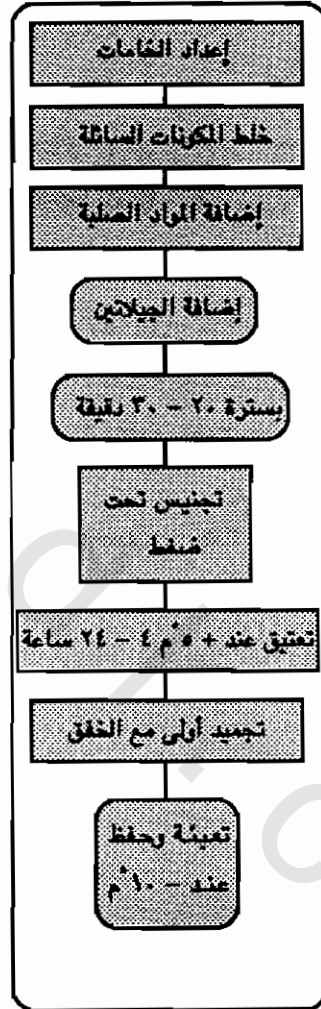 إعداد الخامات
خلط المكونات السائلة
إضافة المواد الصلبة
إضافة الجيلاتين
بسترة ٢٠ – ٣٠ دقيقة
تجنيس تحت
ضغط
تعتيق عند + ٥°م ٤ – ٢٤ ساعة
تجميد أولى مع الخفق
تعبئة وحفظ
عند – ١٠°م